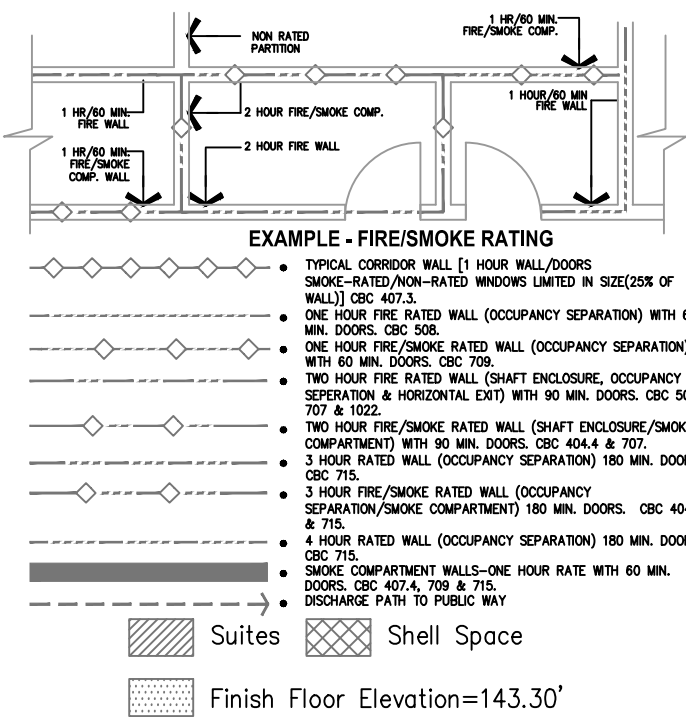 NON RATED
PARTITION
1 HR/60 MIN.
FIRE/SMOKE COMP.
1 HR/60 MIN.
FIRE WALL
2 HOUR FIRE/SMOKE COMP.
1 HOUR/60 MIN
FIRE WALL
1 HR/60 MIN.
FIRE/SMOKE
COMP. WALL
2 HOUR FIRE WALL
EXAMPLE - FIRE/SMOKE RATING
TYPICAL CORRIDOR WALL [1 HOUR WALL/DOORS
SMOKE-RATED/NON-RATED WINDOWS LIMITED IN SIZE(25% OF
WALL)] CBC 407.3.
ONE HOUR FIRE RATED WALL (OCCUPANCY SEPARATION) WITH
MIN. DOORS. CBC 508.
ONE HOUR FIRE/SMOKE RATED WALL (OCCUPANCY SEPARATION)
WITH 60 MIN. DOORS. CBC 709.
TWO HOUR FIRE RATED WALL (SHAFT ENCLOSURE, OCCUPANCY
SEPERATION & HORIZONTAL EXIT) WITH 90 MIN. DOORS. CBC
707 & 1022.
TWO HOUR FIRE/SMOKE RATED WALL (SHAFT ENCLOSURE/SMOK
COMPARTMENT) WITH 90 MIN. DOORS. CBC 404.4 & 707.
3 HOUR RATED WALL (OCCUPANCY SEPARATION) 180 MIN. DOO
CBC 715.
3 HOUR FIRE/SMOKE RATED WALL (OCCUPANCY
SEPARATION/SMOKE COMPARTMENT) 180 MIN. DOORS. CBC 40
& 715.
4 HOUR RATED WALL (OCCUPANCY SEPARATION) 180 MIN. DOO
CBC 715.
SMOKE COMPARTMENT WALLS-ONE HOUR RATE WITH 60 MIN.
DOORS. CBC 407.4, 709 & 715.
DISCHARGE PATH TO PUBLIC WAY
Suites
Shell Space
Finish Floor Elevation=143.30'